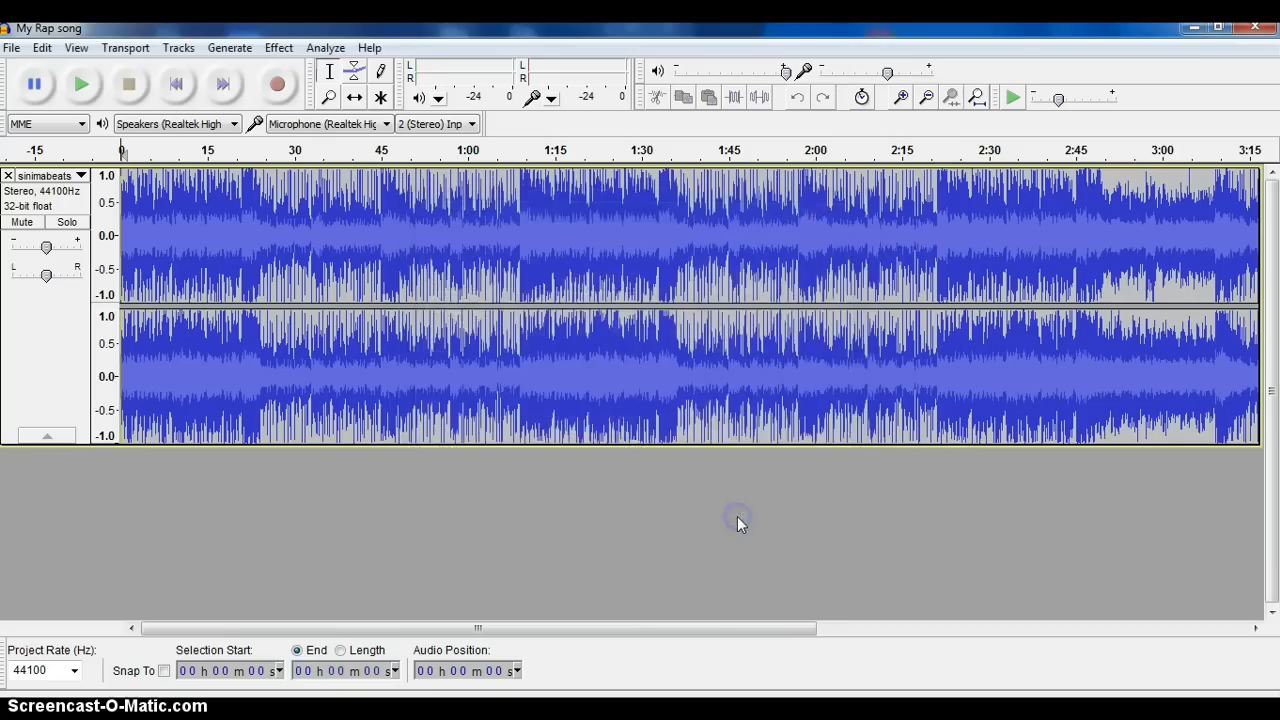 My Rap song
File Edit View Transport Tracks Generate Effect Analyze Help
L R -24 0 L R -24 0
MME Speakers (Realtek High Microphone (Realtek Hig 2 (Stereo) Inp
-15 0 15 30 45 1:00 1:15 1:30 1:45 2:00 2:15 2:30 2:45 3:00 3:15
sinimabeats
Stereo, 44100Hz
32-bit float
Mute Solo
- +
L R
1.0
0.5-
0.0-
-0.5-
-1.0
1.0
0.5-
0.0-
-0.5-
-1.0
Project Rate (Hz): Selection Start: End Length Audio Position:
44100 Snap To 00 h 00 m 00 s 00 h 00 m 00 s 00 h 00 m 00 s
Screencast-O-Matic.com